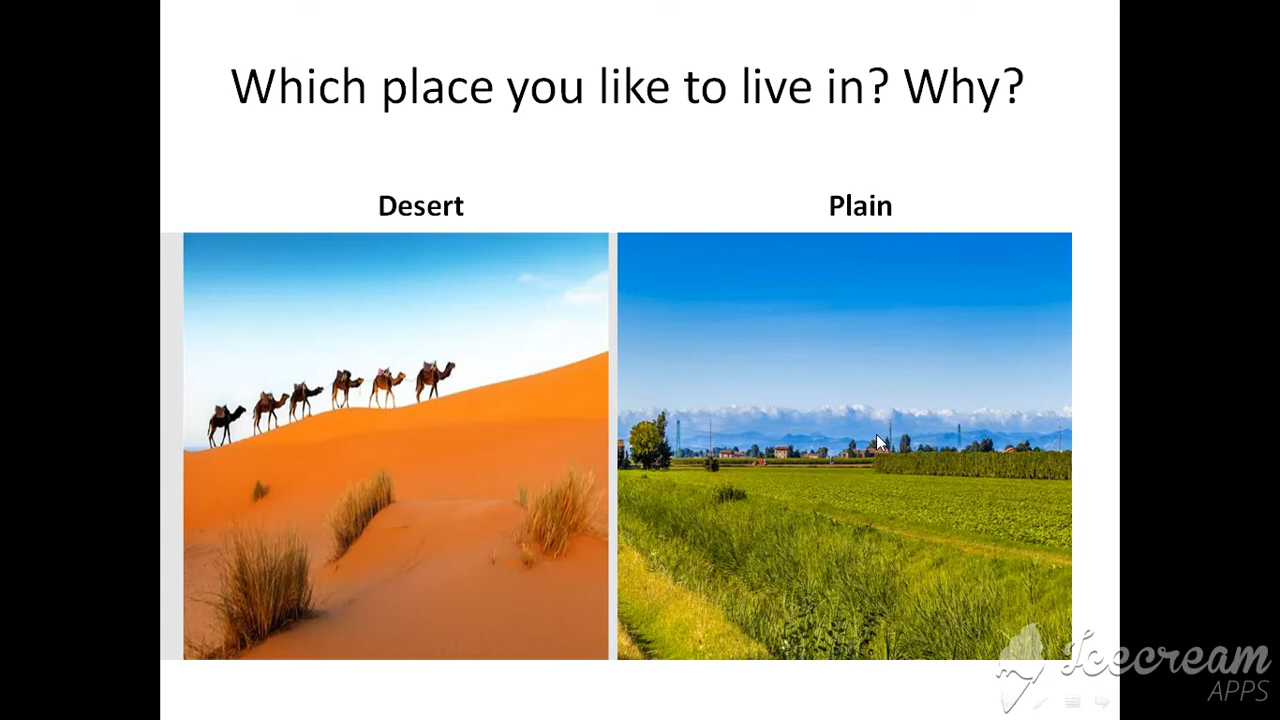 Which place you like to live in? Why?
Desert
Plain
Icecream
APPS